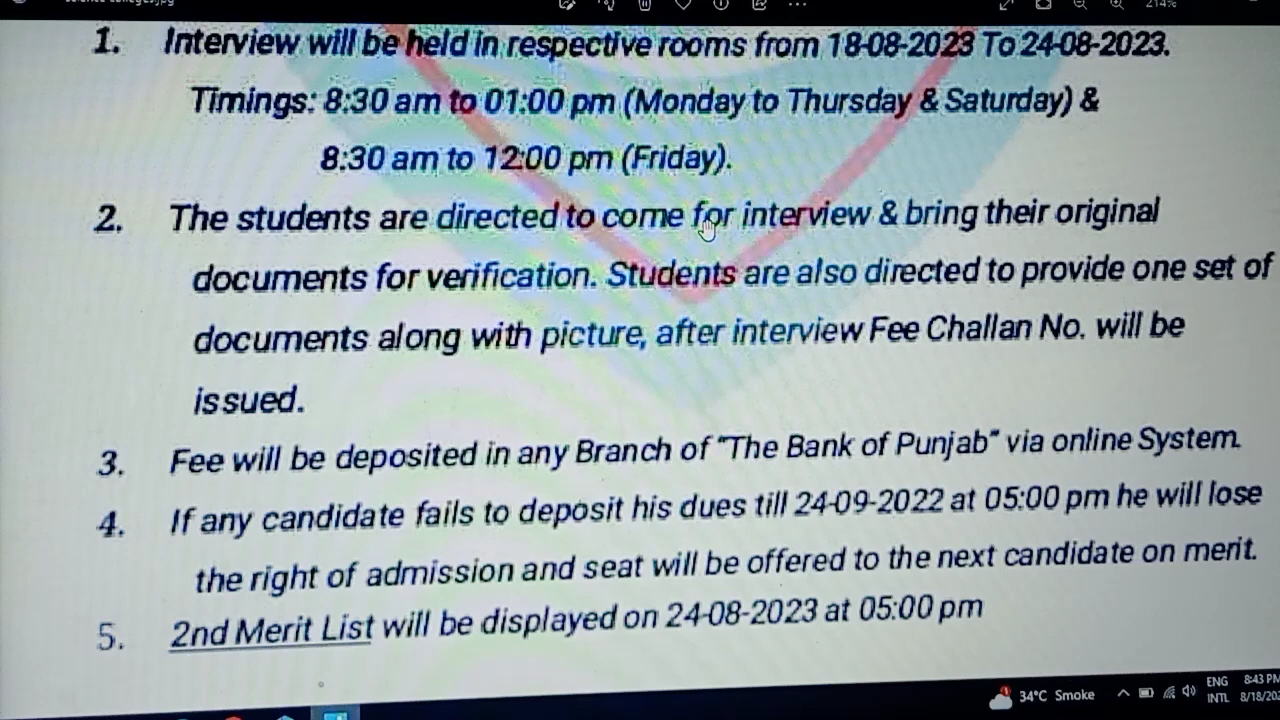 214%
1. Interview will be held in respective rooms from 18-08-2023 To 24-08-2023.
Timings: 8:30 am to 01:00 pm (Monday to Thursday & Saturday) &
8:30 am to 12:00 pm (Friday).
2. The students are directed to come for interview & bring their original
documents for verification. Students are also directed to provide one set of
documents along with picture, after interview Fee Challan No. will be
issued.
3. Fee will be deposited in any Branch of "The Bank of Punjab" via online System.
4. If any candidate fails to deposit his dues till 24-09-2022 at 05:00 pm he will lose
the right of admission and seat will be offered to the next candidate on merit.
5. 2nd Merit List will be displayed on 24-08-2023 at 05:00 pm
34°C Smoke
ENG 8:43 PM
INTL 8/18/202